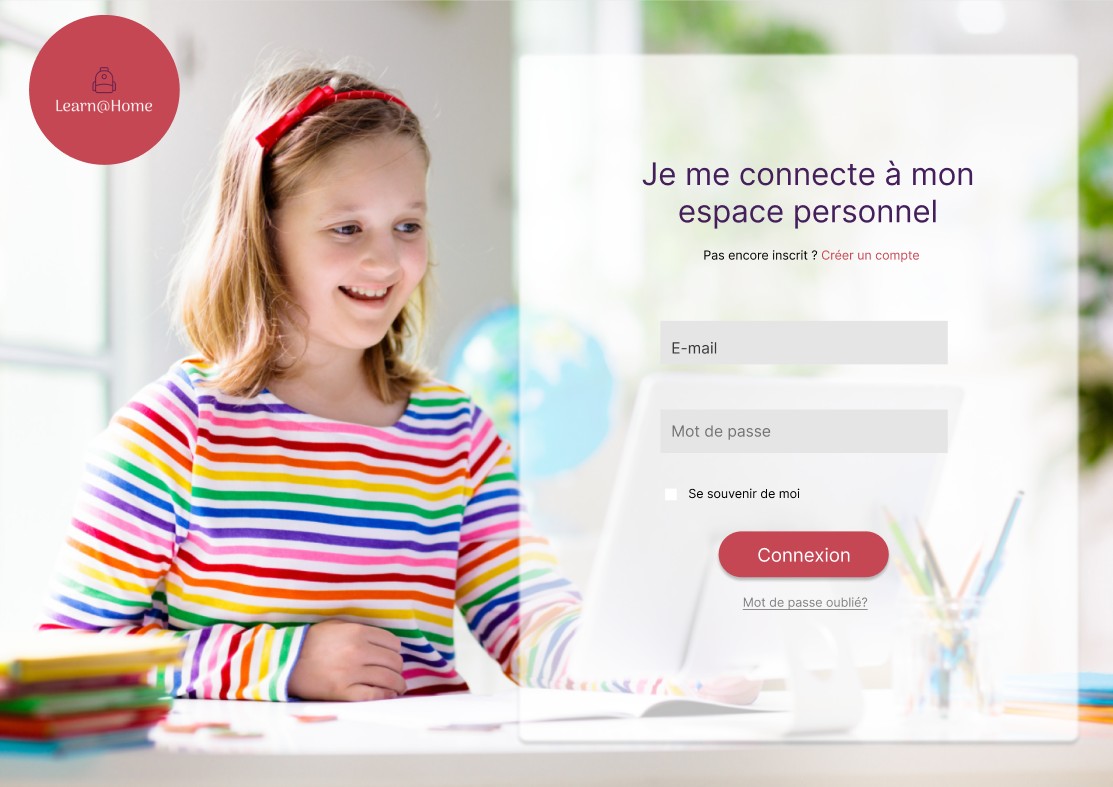 Learn@Home
Je me connecte à mon
espace personnel
Pas encore inscrit ? Créer un compte
E-mail
Mot de passe
Se souvenir de moi
Connexion
Mot de passe oublié?